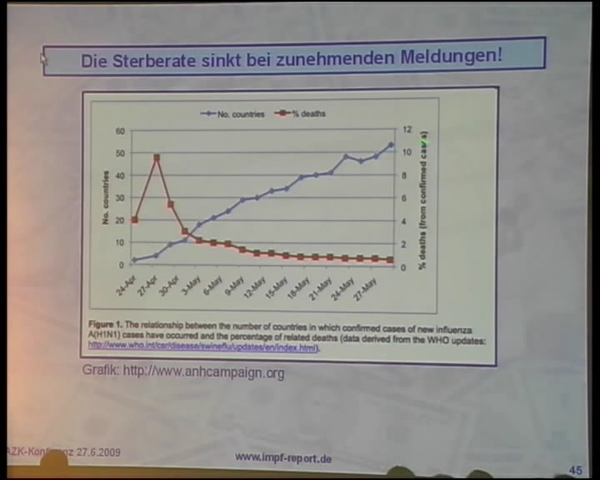 Die Sterberate sinkt bei zunehmenden Meldungen!
No. countries % deaths
60
50
40
30
20
10
0
No. countries
12
10
8
6
4
2
0
% deaths (from confirmed cases)
24-Apr
27-Apr
30-Apr
3-May
6-May
9-May
12-May
15-May
18-May
21-May
24-May
27-May
Figure 1. The relationship between the number of countries in which confirmed cases of new influenza
A(H1N1) cases have occurred and the percentage of related deaths (data derived from the WHO updates:
http://www.who.int/csr/disease/swineflu/updates/en/index.html).
Grafik: http://www.anhcampaign.org
AZK-Konferenz 27.6.2009
www.impf-report.de
45